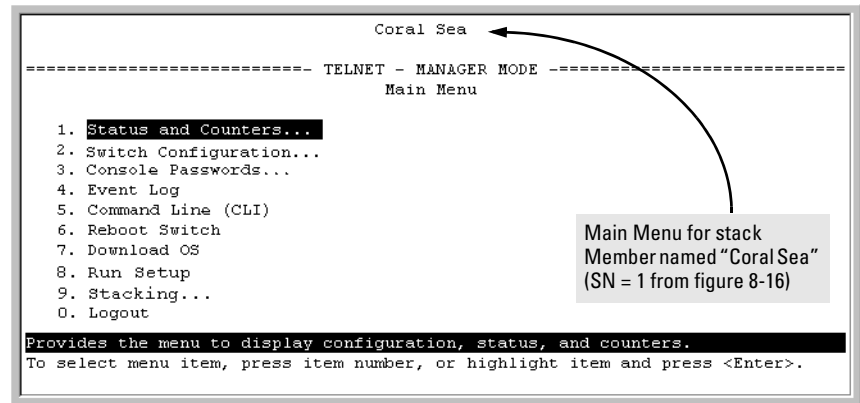 Coral Sea
===========================- TELNET - MANAGER MODE -============================
Main Menu
1. Status and Counters...
2. Switch Configuration...
3. Console Passwords...
4. Event Log
5. Command Line (CLI)
6. Reboot Switch
7. Download OS
8. Run Setup
9. Stacking...
0. Logout
Main Menu for stack
Member named "Coral Sea"
(SN = 1 from figure 8-16)
Provides the menu to display configuration, status, and counters.
To select menu item, press item number, or highlight item and press <Enter>.